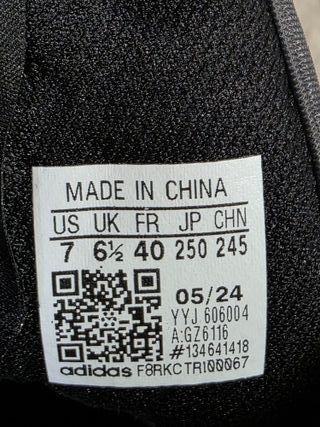 MADE IN CHINA
US UK FR JP CHN
7 6½ 40 250 245
05/24
YYJ 606004
A:GZ6116
#134641418
adidas F8RKCTR100067